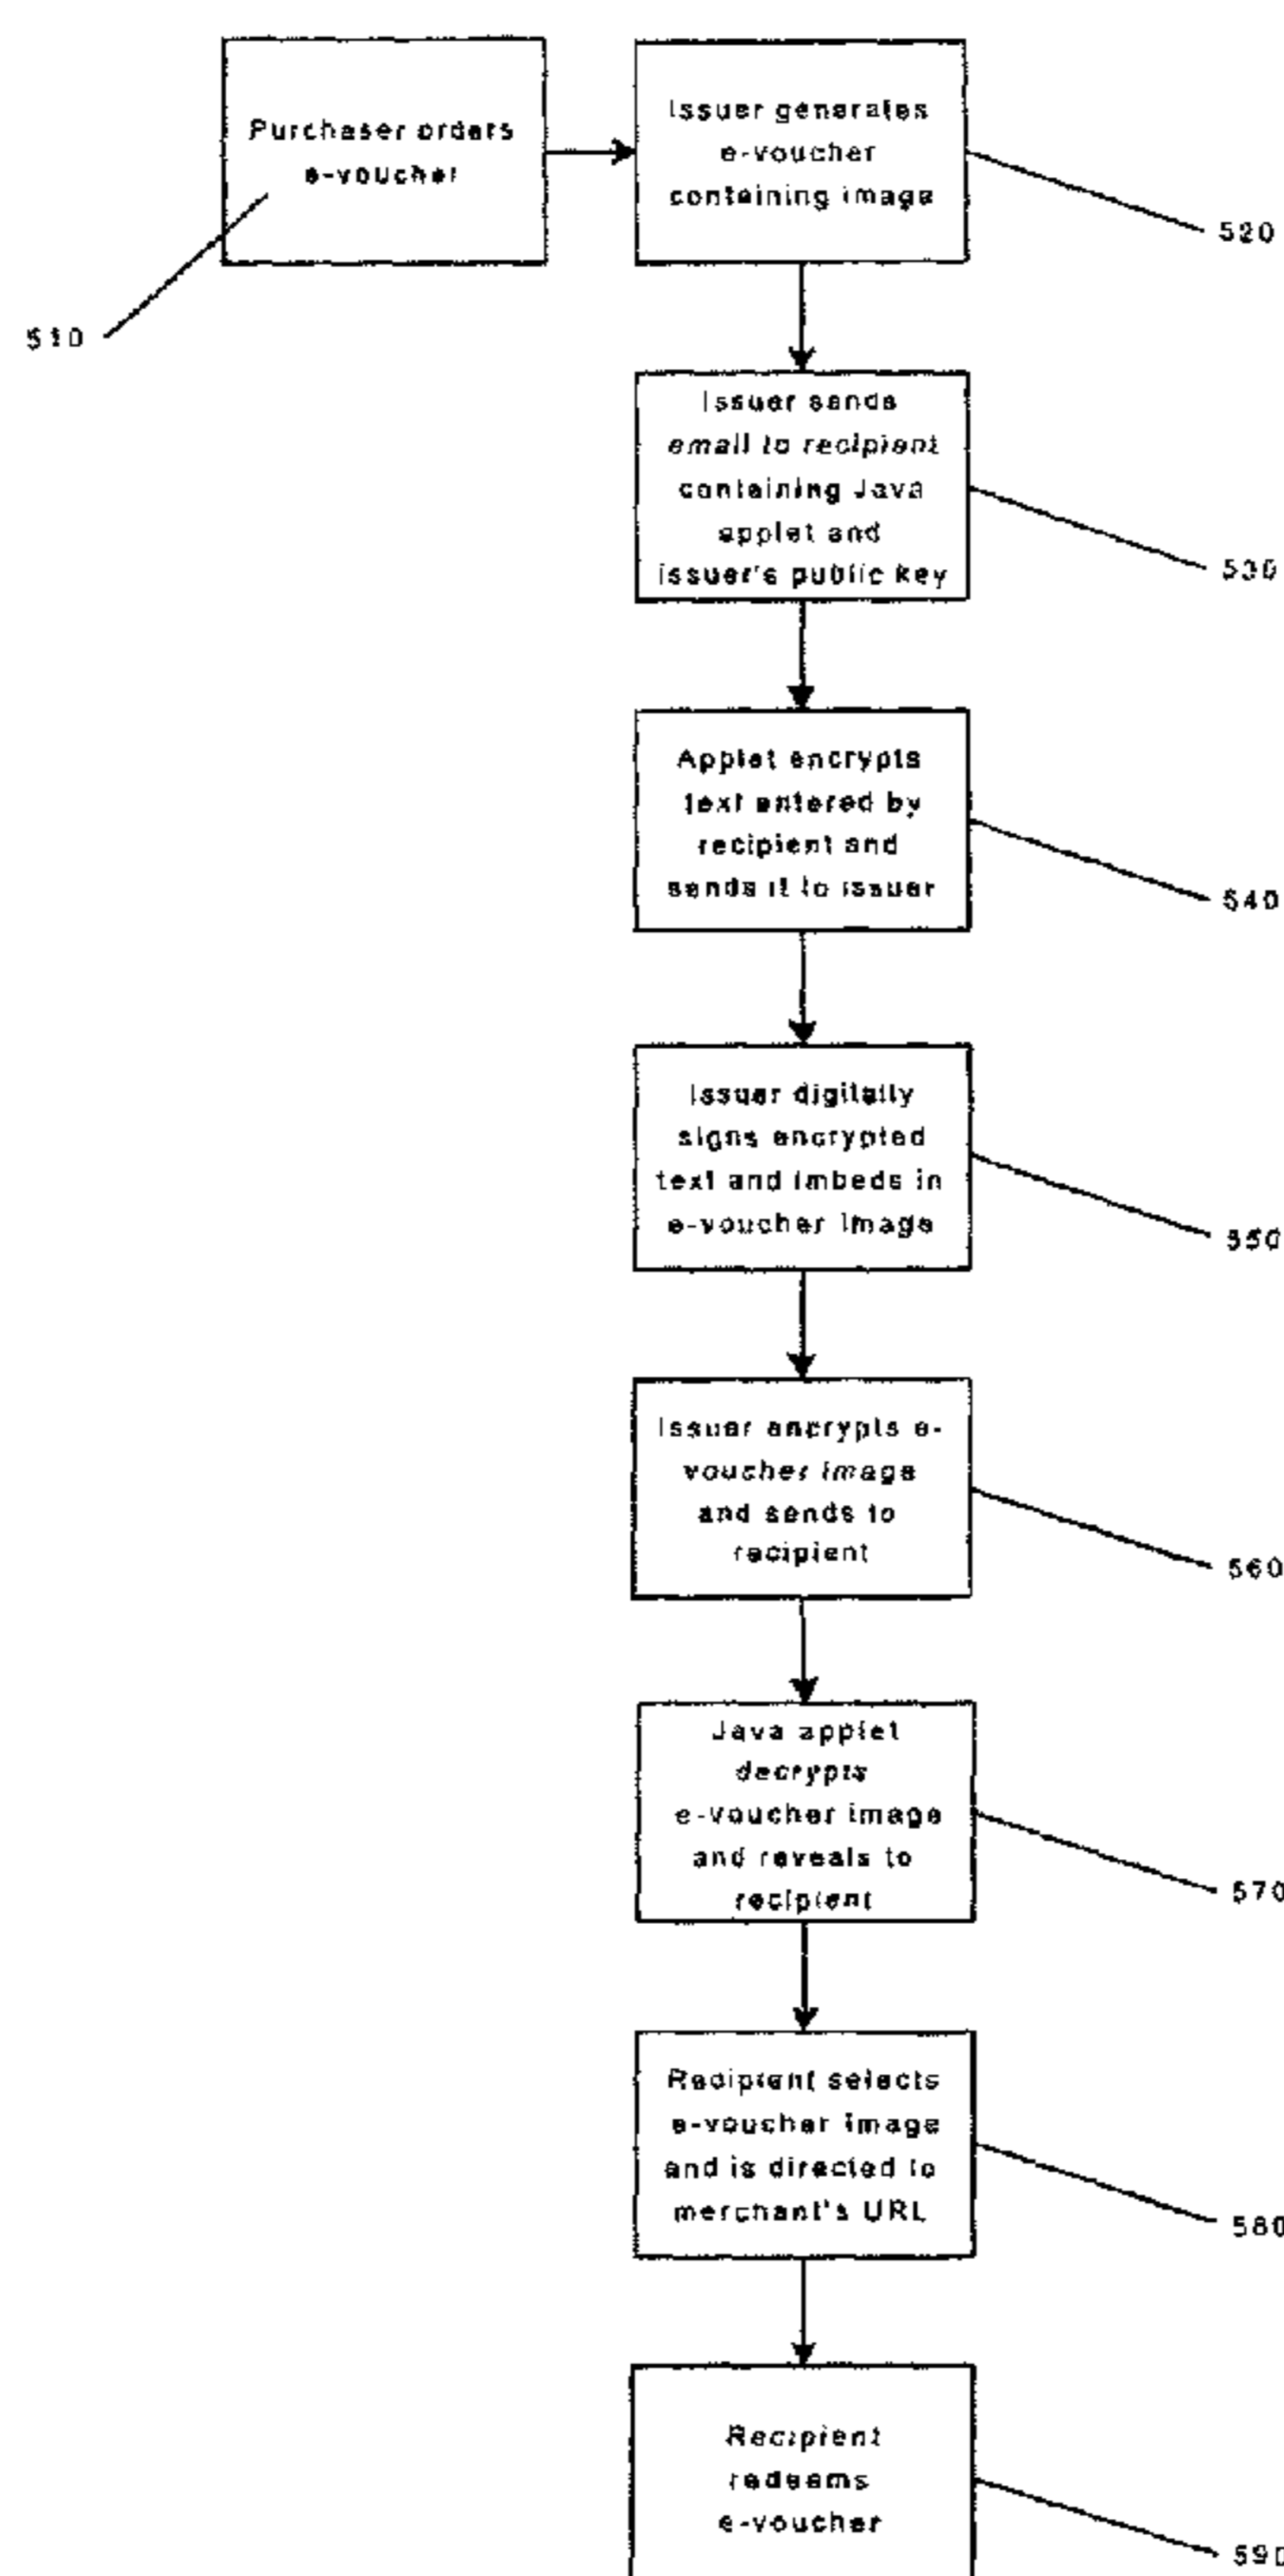 Purchaser orders
e-voucher
510
Issuer generates
e-voucher
containing image
520
Issuer sends
email to recipient
containing Java
applet and
issuer's public key
530
Applet encrypts
text entered by
recipient and
sends it to issuer
540
Issuer digitally
signs encrypted
text and imbeds in
e-voucher image
550
Issuer encrypts e-
voucher image
and sends to
recipient
560
Java applet
decrypts
e-voucher image
and reveals to
recipient
570
Recipient selects
e-voucher image
and is directed to
merchant's URL
580
Recipient
redeems
e-voucher
590